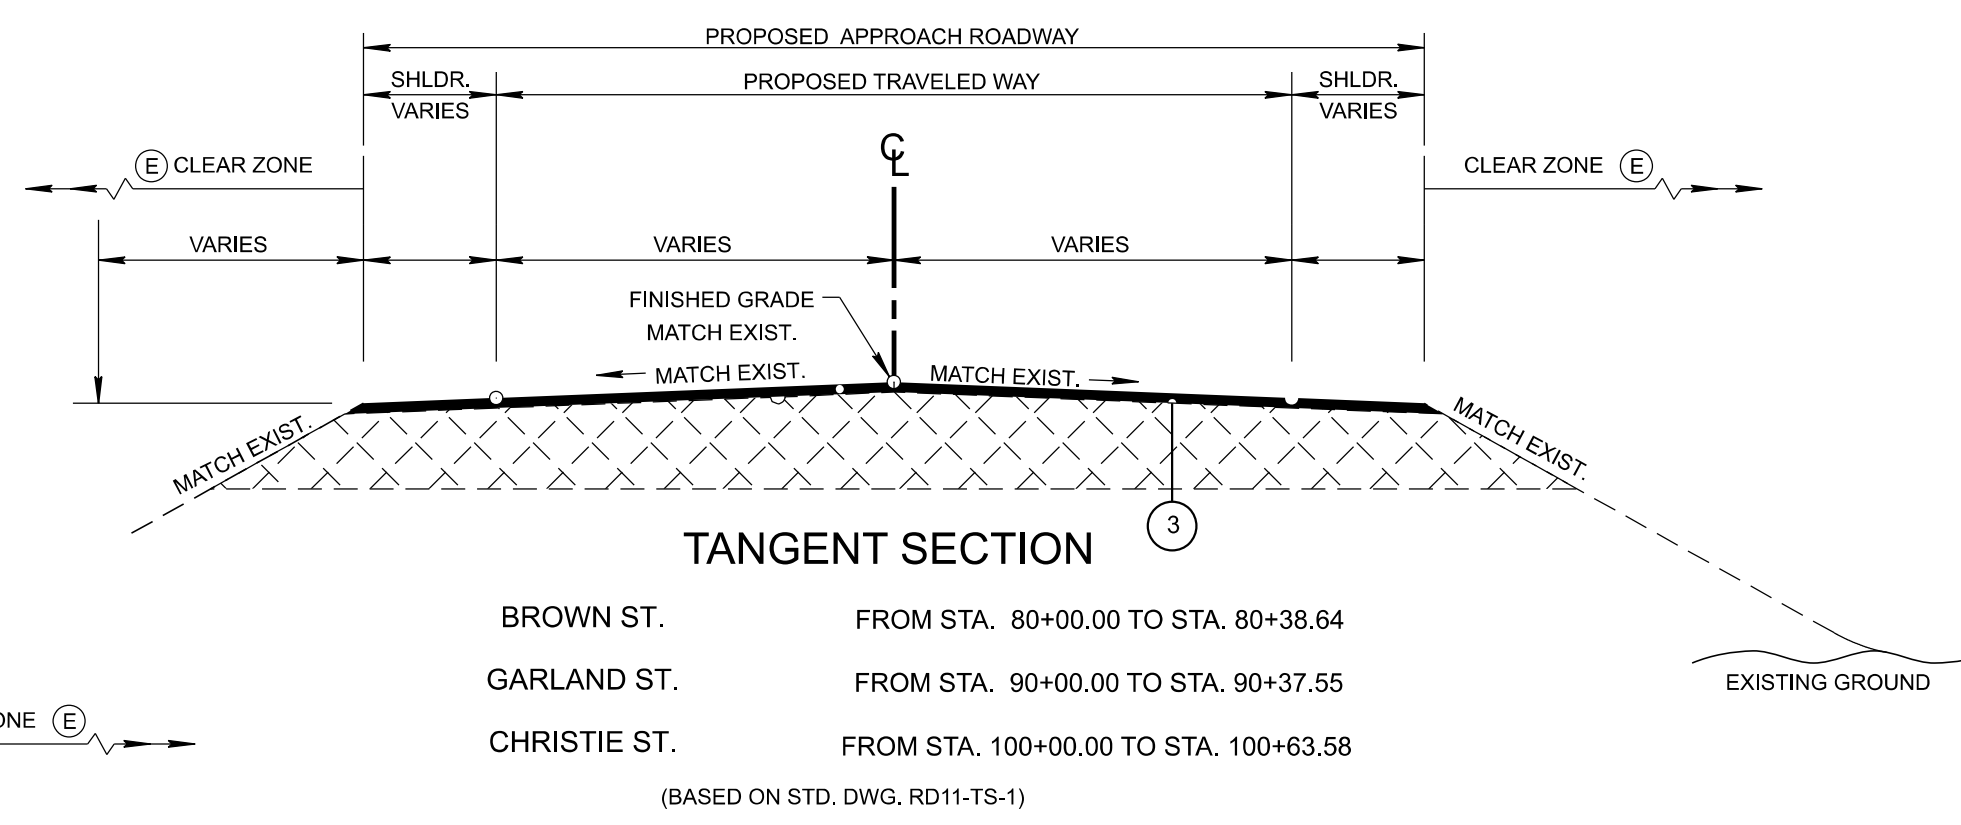 PROPOSED APPROACH ROADWAY
SHLDR. PROPOSED TRAVELED WAY SHLDR.
VARIES VARIES
CL
E CLEAR ZONE CLEAR ZONE E
VARIES VARIES VARIES
FINISHED GRADE
MATCH EXIST.
MATCH EXIST. MATCH EXIST.
MATCH EXIST. MATCH EXIST.
3
TANGENT SECTION
BROWN ST. FROM STA. 80+00.00 TO STA. 80+38.64
GARLAND ST. FROM STA. 90+00.00 TO STA. 90+37.55
EXISTING GROUND
E
CHRISTIE ST. FROM STA. 100+00.00 TO STA. 100+63.58
(BASED ON STD. DWG. RD11-TS-1)